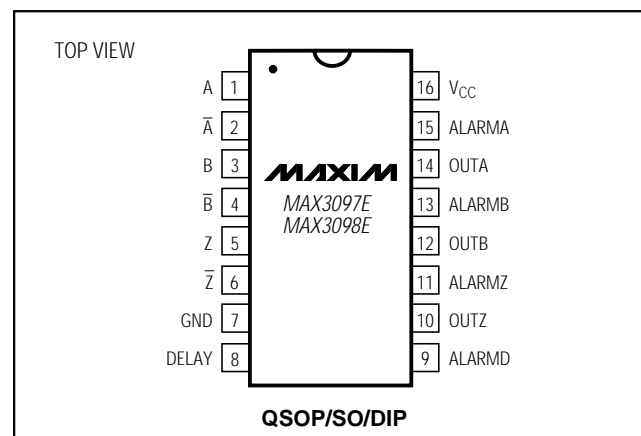 TOP VIEW
A 1
A̅ 2
B 3
B̅ 4
Z 5
Z̅ 6
GND 7
DELAY 8
MAXIM
MAX3097E
MAX3098E
16 VCC
15 ALARMA
14 OUTA
13 ALARMB
12 OUTB
11 ALARMZ
10 OUTZ
9 ALARMD
QSOP/SO/DIP